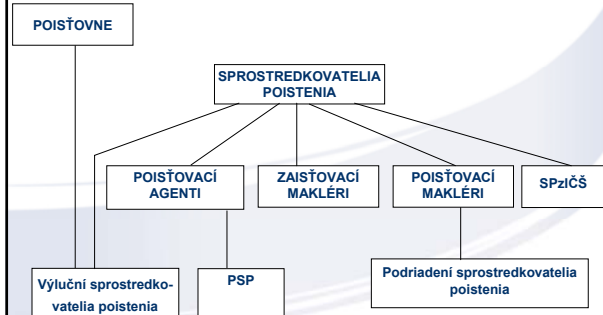 POISŤOVNE
SPROSTREDKOVATELIA
POISTENIA
POISŤOVACÍ
AGENTI
ZAISŤOVACÍ
MAKLÉRI
POISŤOVACÍ
MAKLÉRI
SPzIČŠ
Výluční sprostredko-
vatelia poistenia
PSP
Podriadení sprostredkovatelia
poistenia